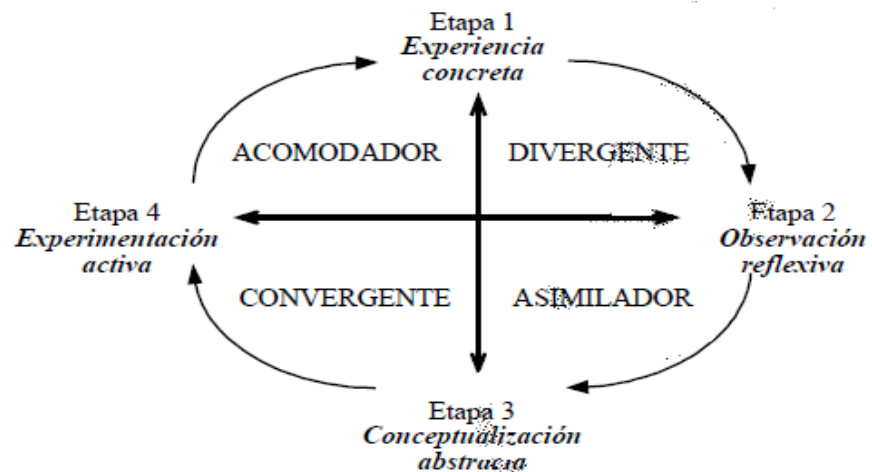 Etapa 1
Experiencia
concreta
ACOMODADOR
DIVERGENTE
Etapa 4
Experimentación
activa
Etapa 2
Observación
reflexiva
CONVERGENTE
ASIMILADOR
Etapa 3
Conceptualización
abstracta